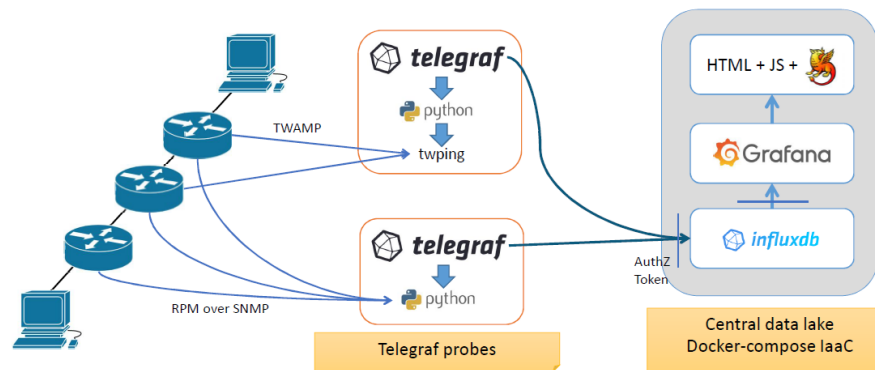 telegraf
python
twping
TWAMP
telegraf
python
RPM over SNMP
Telegraf probes
HTML + JS +
Grafana
influxdb
AuthZ
Token
Central data lake
Docker-compose IaaC